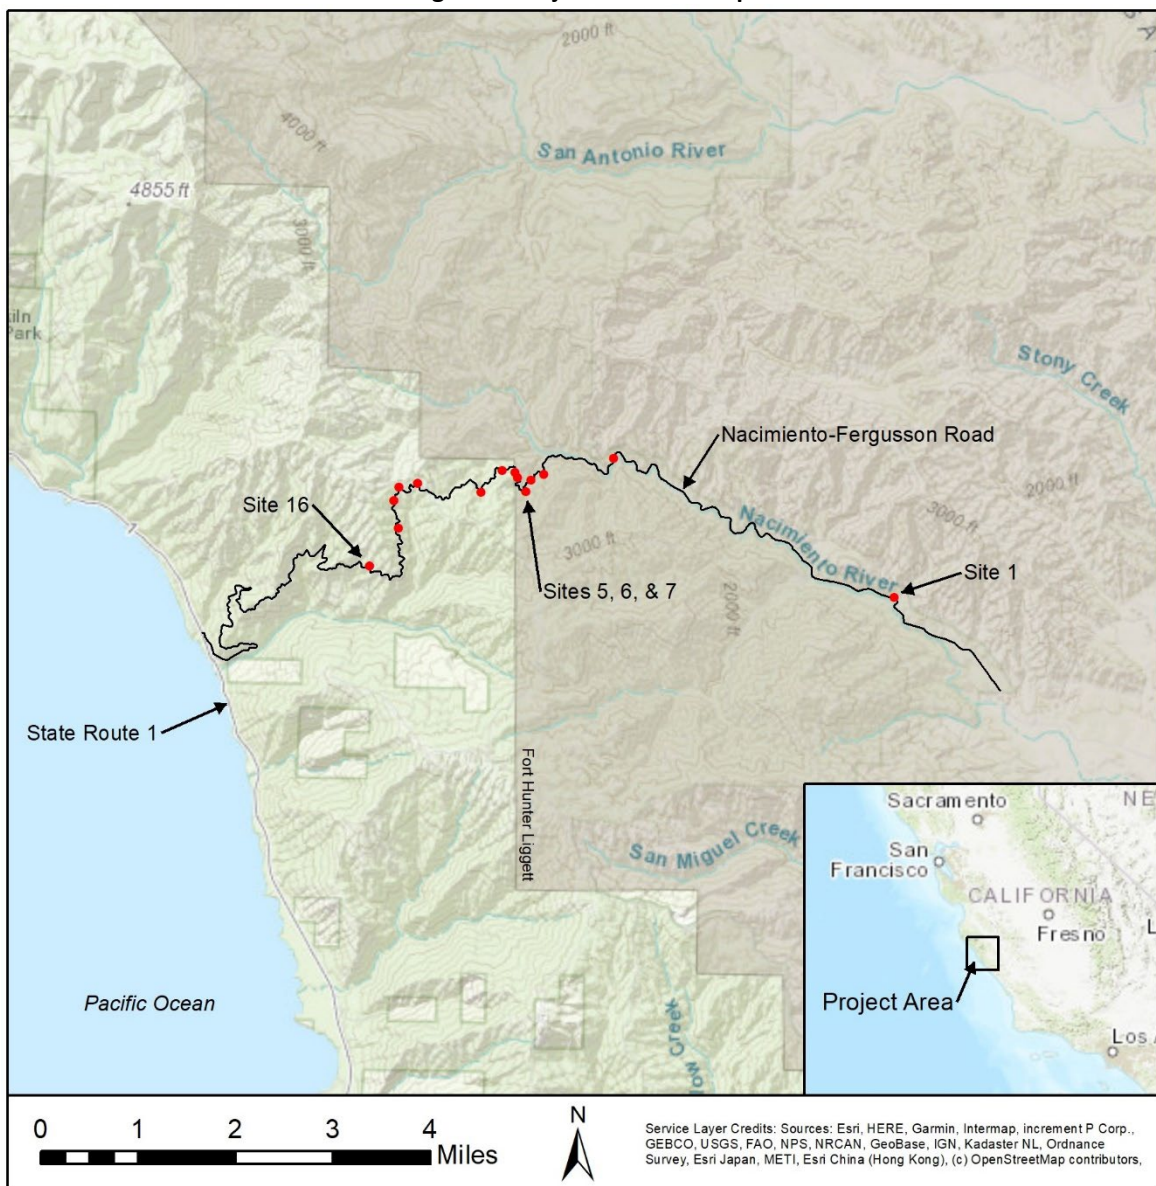 2000 ft
4000 ft
San Antonio River
4855 ft
3000 ft
Park
Stony Creek
Nacimiento-Fergusson Road
2000 ft
Site 16
1
3000 ft
Nacimiento River
3000 ft
Site 1
Sites 5, 6, & 7
2000 ft
State Route 1
Fort Hunter Liggett
San Miguel Creek
Creek
Pacific Ocean
Sacramento
NE
San
Francisco
CALIFORNIA
Fresno
L
Project Area
Los A
0 1 2 3 4
Miles
N
Service Layer Credits: Sources: Esri, HERE, Garmin, Intermap, increment P Corp.,
GEBCO, USGS, FAO, NPS, NRCAN, GeoBase, IGN, Kadaster NL, Ordnance
Survey, Esri Japan, METI, Esri China (Hong Kong), (c) OpenStreetMap contributors,